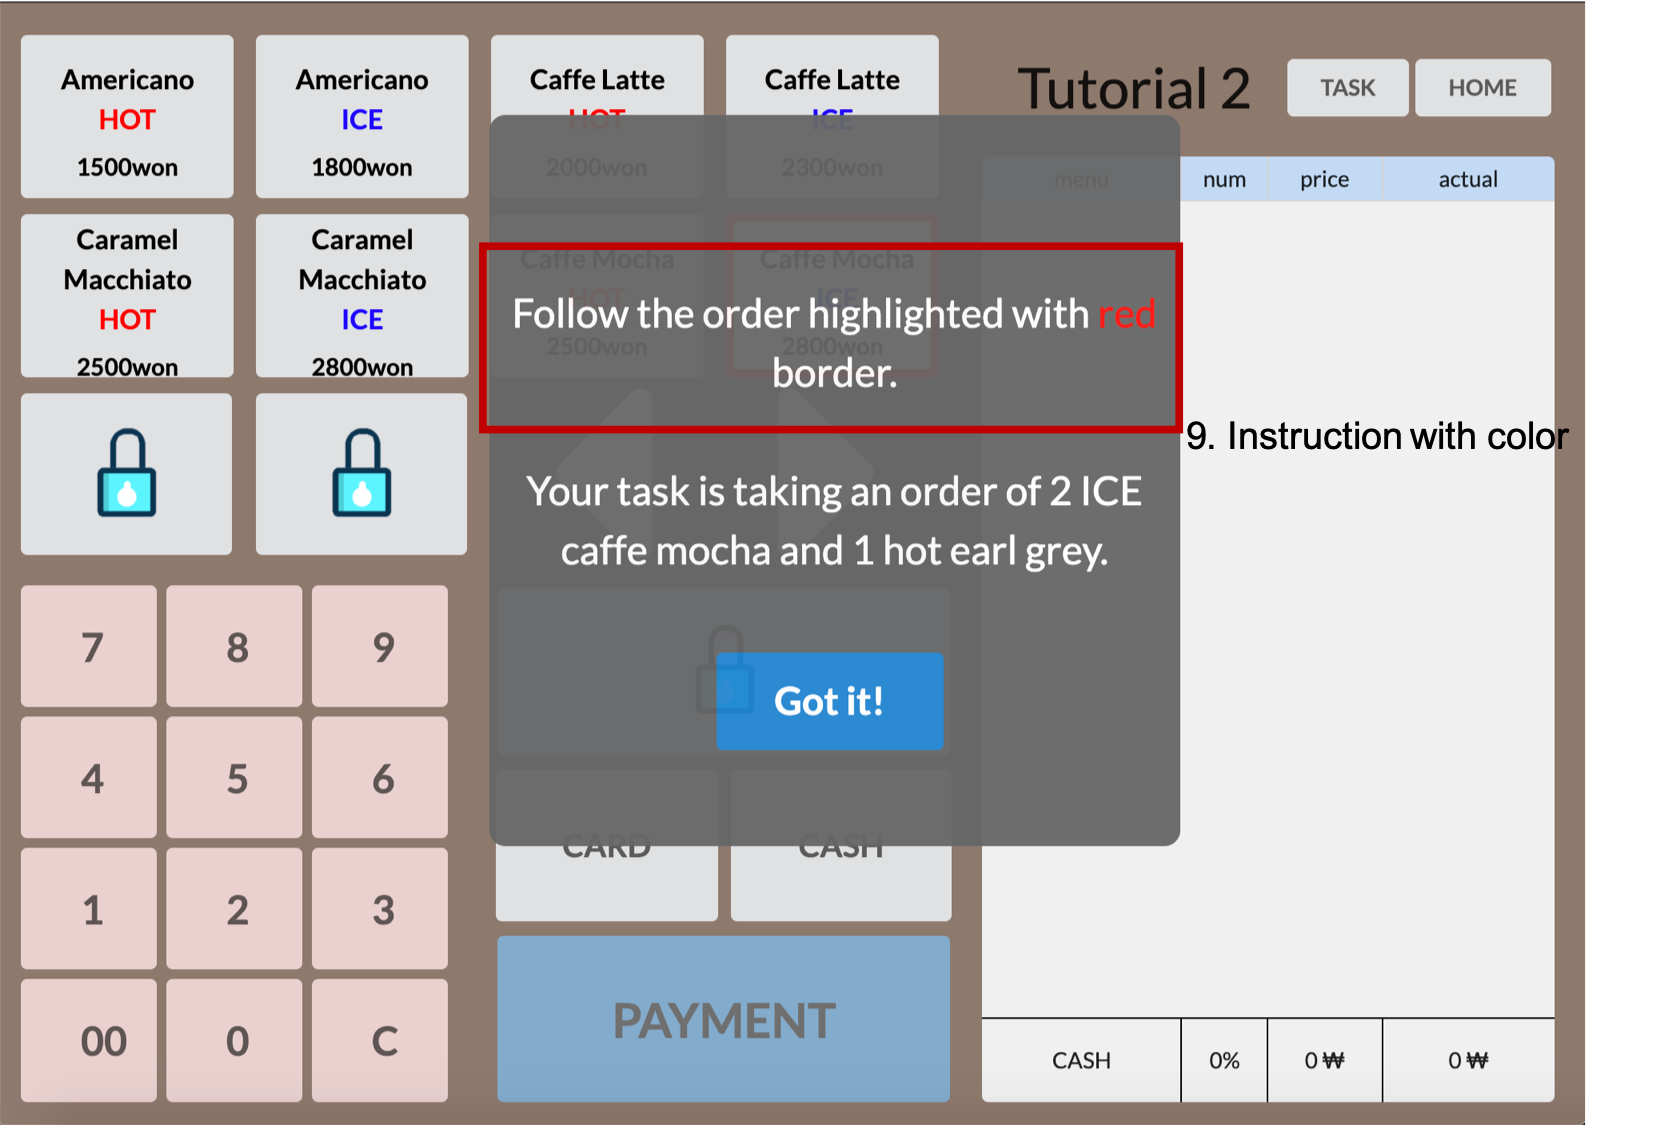 Americano
HOT
1500won
Americano
ICE
1800won
Caffe Latte
HOT
2000won
Caffe Latte
ICE
2300won
Tutorial 2
TASK
HOME
Caramel
Macchiato
HOT
2500won
Caramel
Macchiato
ICE
2800won
Caffe Mocha
HOT
2500won
Caffe Mocha
ICE
2800won
menu num price actual
Follow the order highlighted with red
border.
9. Instruction with color
Your task is taking an order of 2 ICE
caffe mocha and 1 hot earl grey.
Got it!
7 8 9
4 5 6
1 2 3
00 0 C
CARD
CASH
PAYMENT
CASH 0% 0₩ 0₩